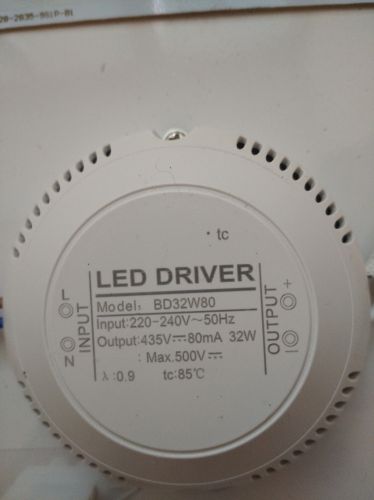 · tc
LED DRIVER
Model: BD32W80
Input:220-240V~50Hz
Output:435V⎓80mA 32W
: Max.500V⎓
λ:0.9 tc:85℃
INPUT
L
N
OUTPUT
+
-